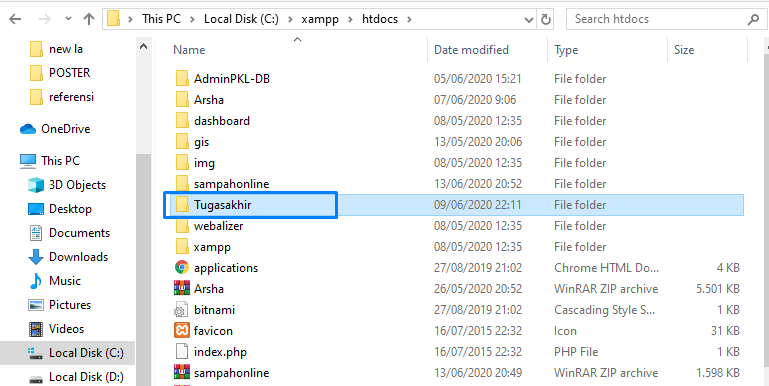 This PC > Local Disk (C:) > xampp > htdocs
Search htdocs
new la
POSTER
referensi
OneDrive
This PC
3D Objects
Desktop
Documents
Downloads
Music
Pictures
Videos
Local Disk (C:)
Local Disk (D:)
Name Date modified Type Size
AdminPKL-DB 05/06/2020 15:21 File folder
Arsha 07/06/2020 9:06 File folder
dashboard 08/05/2020 12:35 File folder
gis 13/05/2020 20:06 File folder
img 08/05/2020 12:35 File folder
sampahonline 13/06/2020 20:52 File folder
Tugasakhir 09/06/2020 22:11 File folder
webalizer 08/05/2020 12:35 File folder
xampp 08/05/2020 12:35 File folder
applications 27/08/2019 21:02 Chrome HTML Do... 4 KB
Arsha 26/05/2020 20:52 WinRAR ZIP archive 5.501 KB
bitnami 27/08/2019 21:02 Cascading Style S... 1 KB
favicon 16/07/2015 22:32 Icon 31 KB
index.php 16/07/2015 22:32 PHP File 1 KB
sampahonline 13/06/2020 20:49 WinRAR ZIP archive 1.598 KB